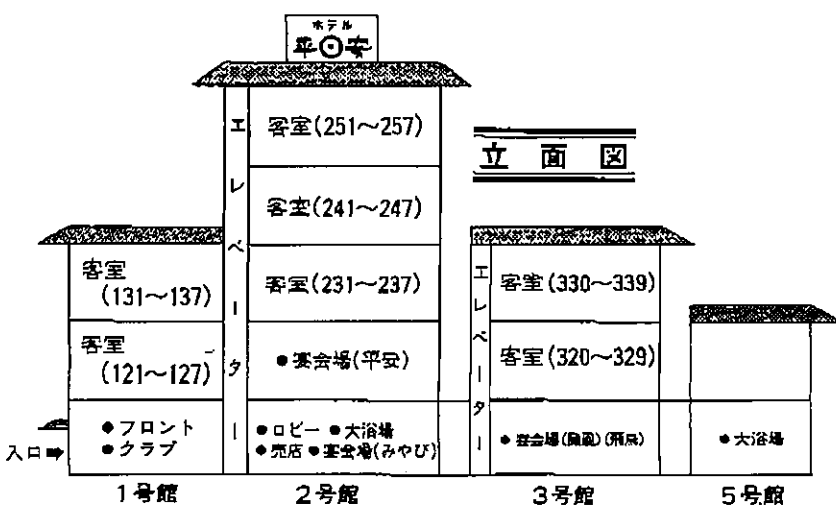 ホテル
平安
エレベーター
客室(251～257)
立面図
客室(241～247)
客室
(131～137)
客室(231～237)
エレベーター
客室(330～339)
客室
(121～127)
●宴会場(平安)
客室(320～329)
入口➡
●フロント
●クラブ
●ロビー ●大浴場
●売店 ●宴会場(みやび)
●宴会場(鳳凰)(飛鳥)
●大浴場
1号館
2号館
3号館
5号館